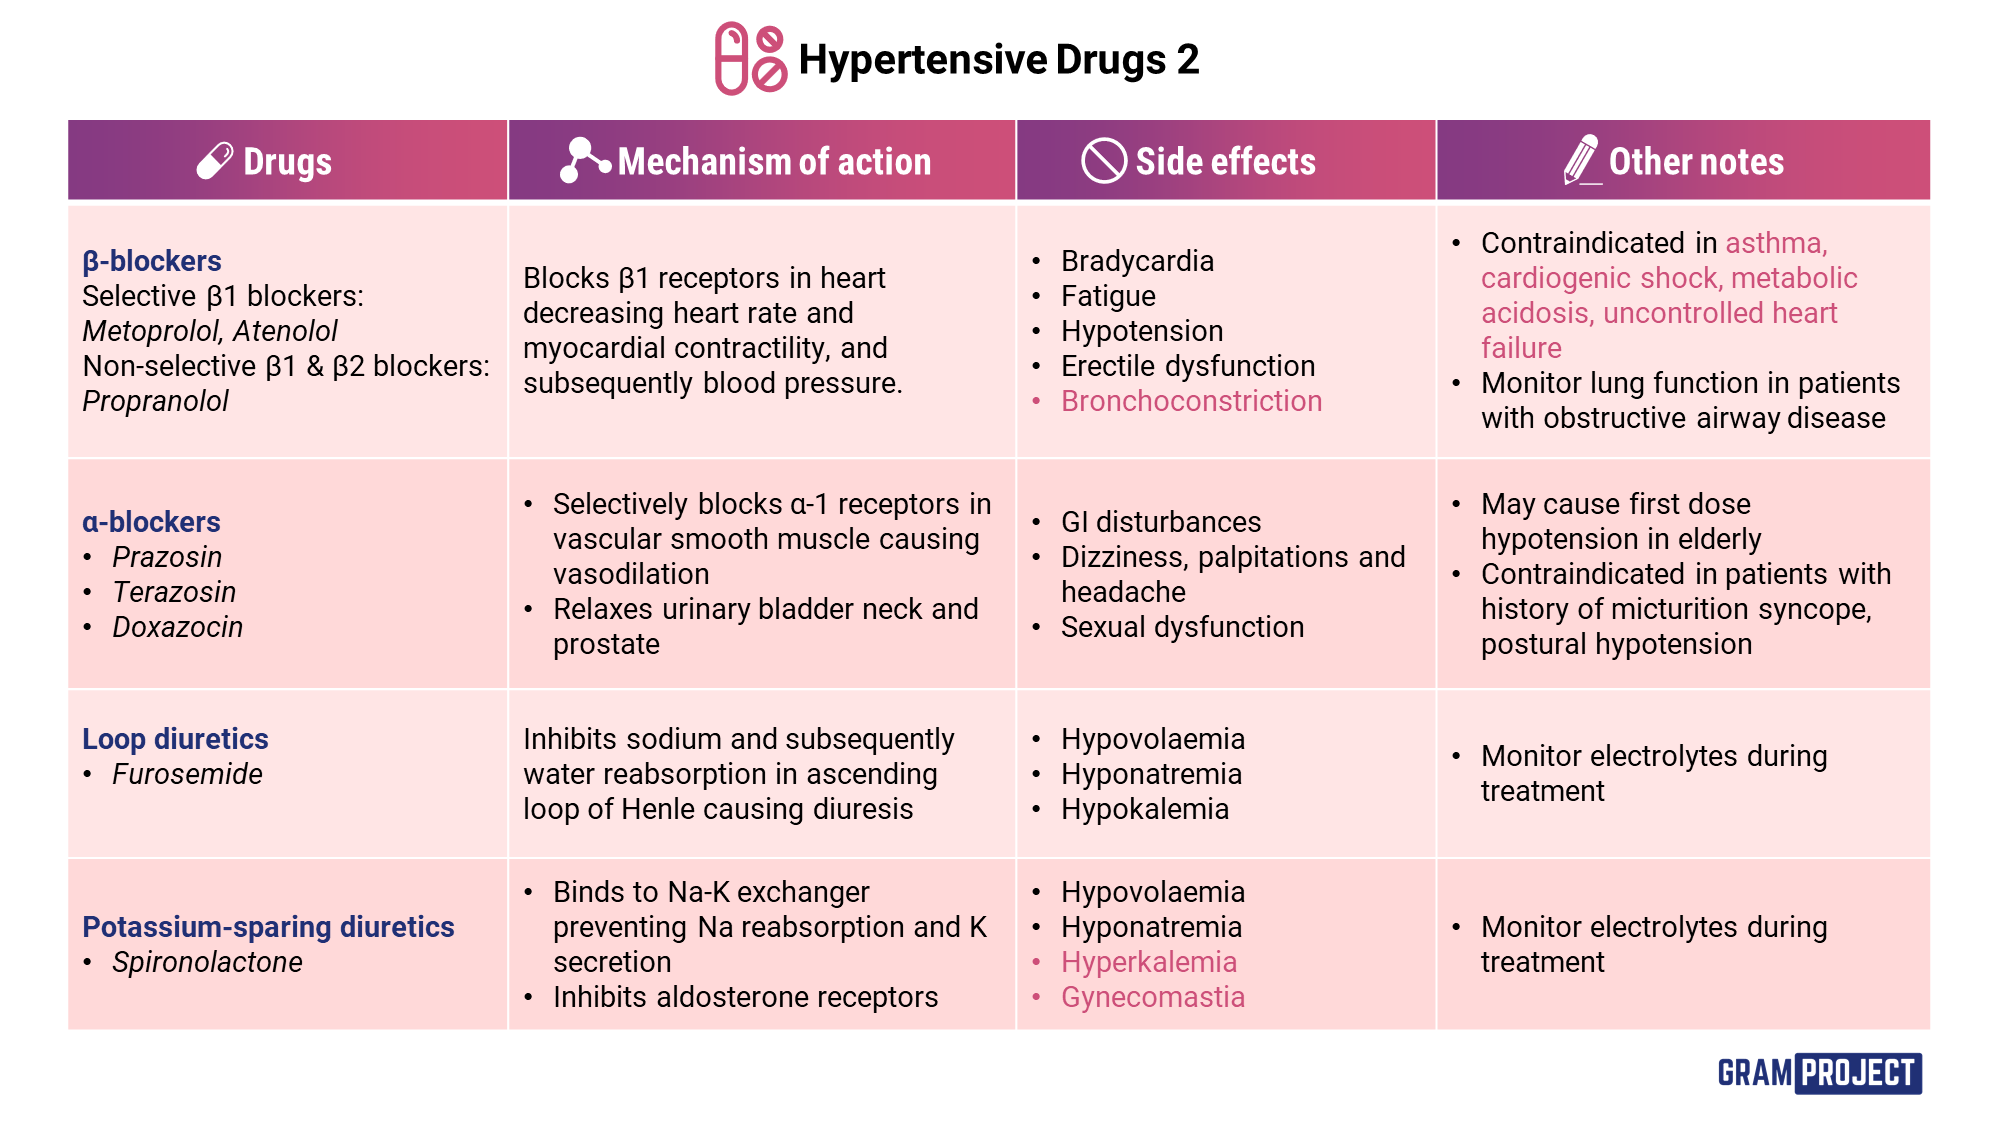 Hypertensive Drugs 2
Drugs
Mechanism of action
Side effects
Other notes
β-blockers
Selective β1 blockers:
Metoprolol, Atenolol
Non-selective β1 & β2 blockers:
Propranolol
Blocks β1 receptors in heart
decreasing heart rate and
myocardial contractility, and
subsequently blood pressure.
• Bradycardia
• Fatigue
• Hypotension
• Erectile dysfunction
• Bronchoconstriction
• Contraindicated in asthma,
cardiogenic shock, metabolic
acidosis, uncontrolled heart
failure
• Monitor lung function in patients
with obstructive airway disease
α-blockers
• Prazosin
• Terazosin
• Doxazocin
• Selectively blocks α-1 receptors in
vascular smooth muscle causing
vasodilation
• Relaxes urinary bladder neck and
prostate
• GI disturbances
• Dizziness, palpitations and
headache
• Sexual dysfunction
• May cause first dose
hypotension in elderly
• Contraindicated in patients with
history of micturition syncope,
postural hypotension
Loop diuretics
• Furosemide
Inhibits sodium and subsequently
water reabsorption in ascending
loop of Henle causing diuresis
• Hypovolaemia
• Hyponatremia
• Hypokalemia
• Monitor electrolytes during
treatment
Potassium-sparing diuretics
• Spironolactone
• Binds to Na-K exchanger
preventing Na reabsorption and K
secretion
• Inhibits aldosterone receptors
• Hypovolaemia
• Hyponatremia
• Hyperkalemia
• Gynecomastia
• Monitor electrolytes during
treatment
GRAM PROJECT